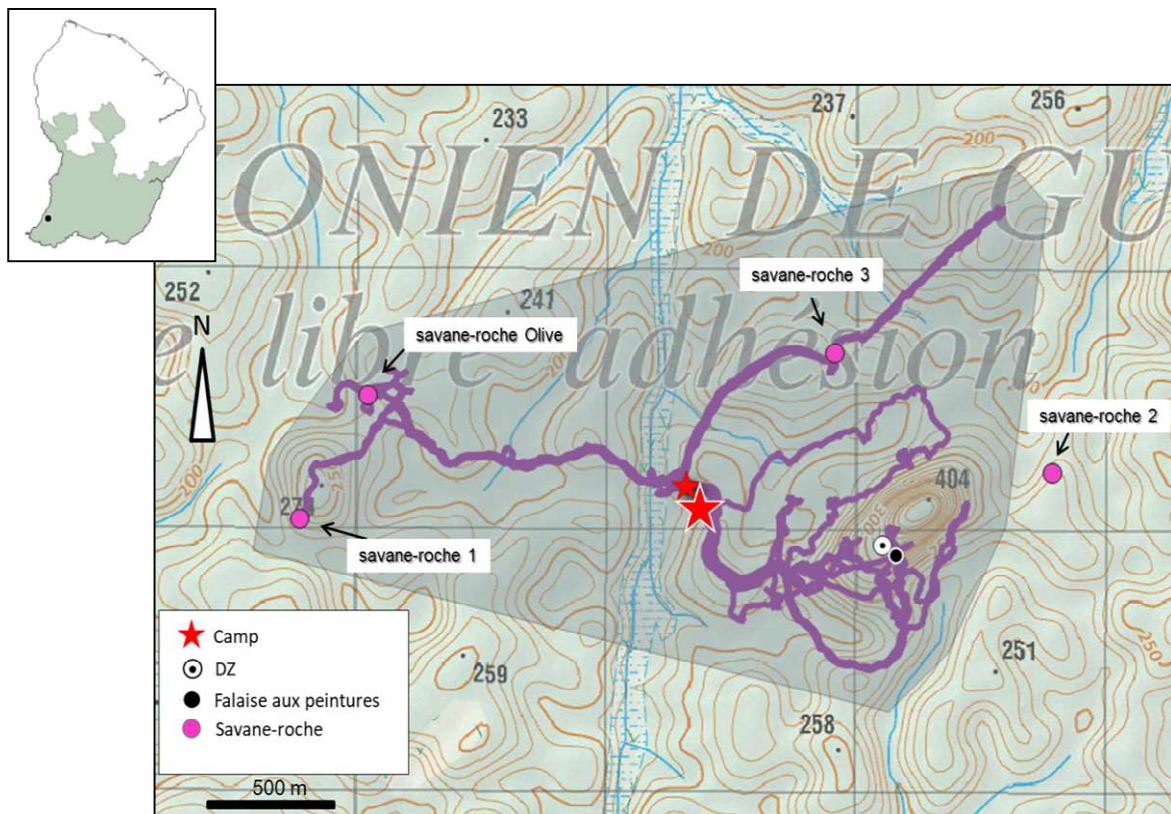 256
237
233
200
ONIEN DE GU
200
252
241
savane-roche 3
N
savane-roche Olive
e libre adhésion
savane-roche 2
200
404
300
274
savane-roche 1
Camp
DZ
Falaise aux peintures
Savane-roche
259
251
250
258
500 m